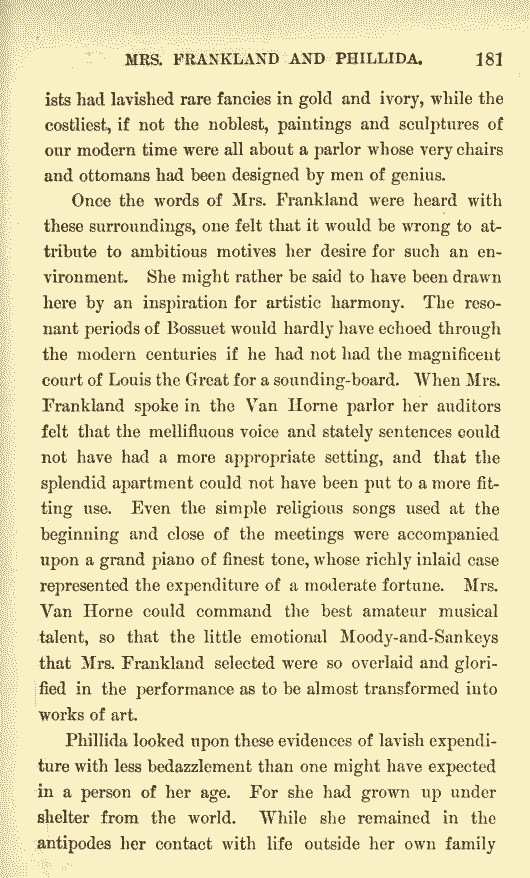 MRS. FRANKLAND AND PHILLIDA. 181
ists had lavished rare fancies in gold and ivory, while the
costliest, if not the noblest, paintings and sculptures of
our modern time were all about a parlor whose very chairs
and ottomans had been designed by men of genius.
Once the words of Mrs. Frankland were heard with
these surroundings, one felt that it would be wrong to at-
tribute to ambitious motives her desire for such an en-
vironment. She might rather be said to have been drawn
here by an inspiration for artistic harmony. The reso-
nant periods of Bossuet would hardly have echoed through
the modern centuries if he had not had the magnificent
court of Louis the Great for a sounding-board. When Mrs.
Frankland spoke in the Van Horne parlor her auditors
felt that the mellifluous voice and stately sentences could
not have had a more appropriate setting, and that the
splendid apartment could not have been put to a more fit-
ting use. Even the simple religious songs used at the
beginning and close of the meetings were accompanied
upon a grand piano of finest tone, whose richly inlaid case
represented the expenditure of a moderate fortune. Mrs.
Van Horne could command the best amateur musical
talent, so that the little emotional Moody-and-Sankeys
that Mrs. Frankland selected were so overlaid and glori-
fied in the performance as to be almost transformed into
works of art.
Phillida looked upon these evidences of lavish expendi-
ture with less bedazzlement than one might have expected
in a person of her age. For she had grown up under
shelter from the world. While she remained in the
antipodes her contact with life outside her own family